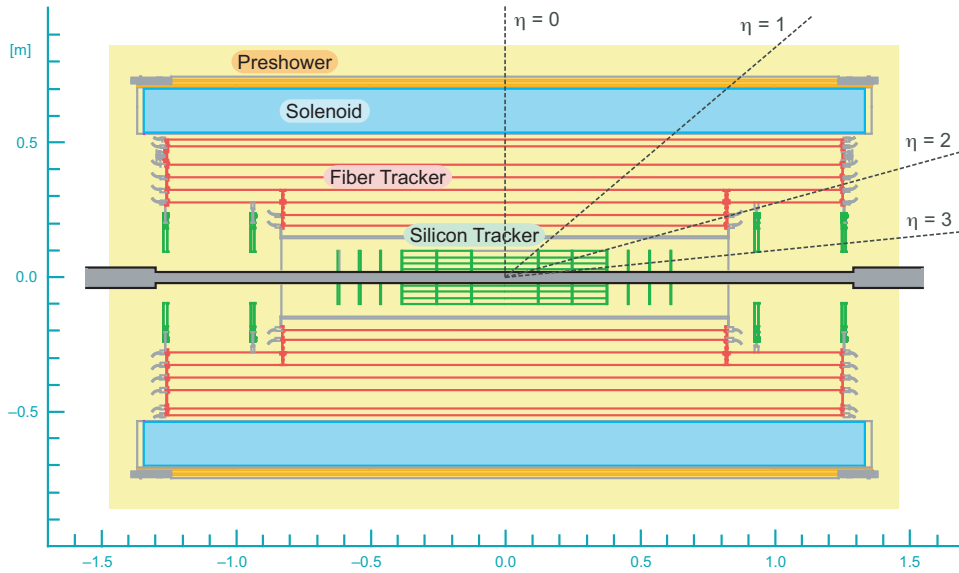 η = 0
η = 1
[m]
Preshower
Solenoid
0.5
η = 2
Fiber Tracker
η = 3
Silicon Tracker
0.0
–0.5
–1.5
–1.0
–0.5
0.0
0.5
1.0
1.5